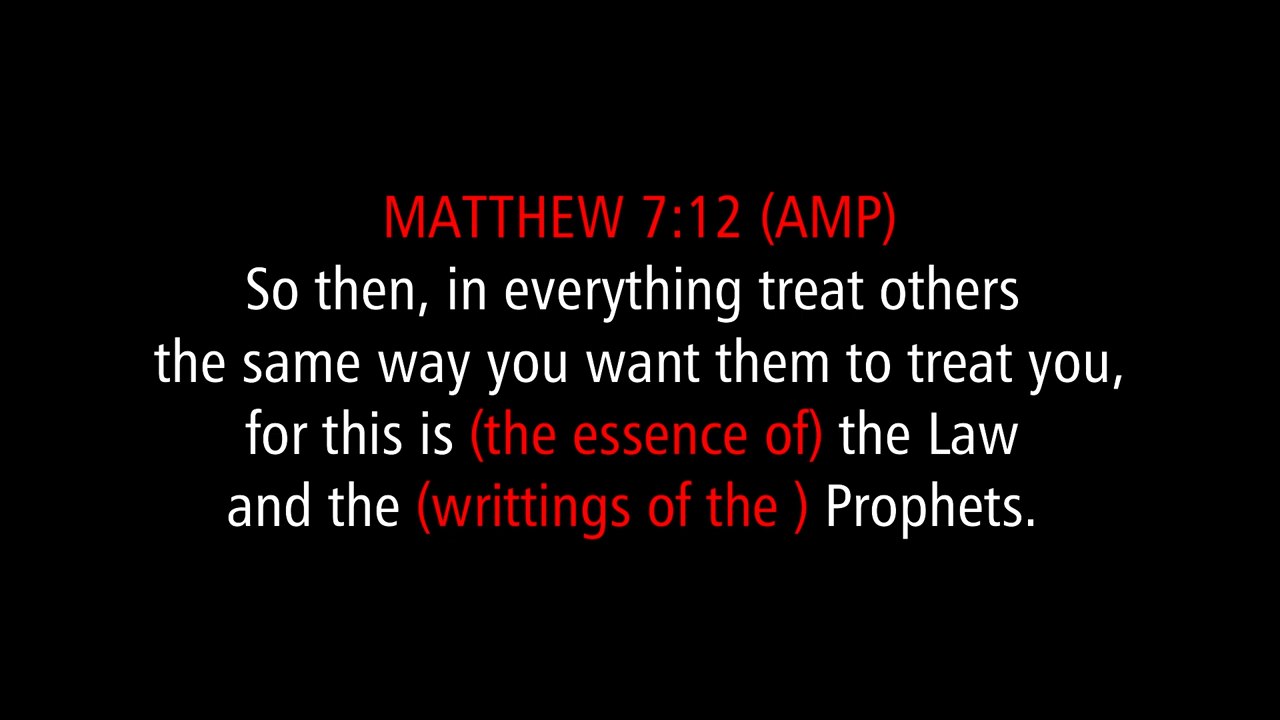 MATTHEW 7:12 (AMP)
So then, in everything treat others
the same way you want them to treat you,
for this is (the essence of) the Law
and the (writtings of the ) Prophets.